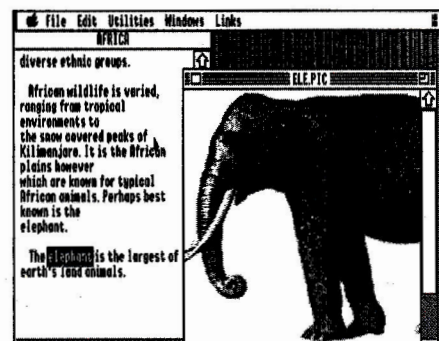 File Edit Utilities Windows Links
AFRICA
diverse ethnic groups.
African wildlife is varied,
ranging from tropical
environments to
the snow covered peaks of
Kilimanjaro. It is the African
plains however
which are known for typical
African animals. Perhaps best
known is the
elephant.
The elephant is the largest of
earth's land animals.
ELE.PIC